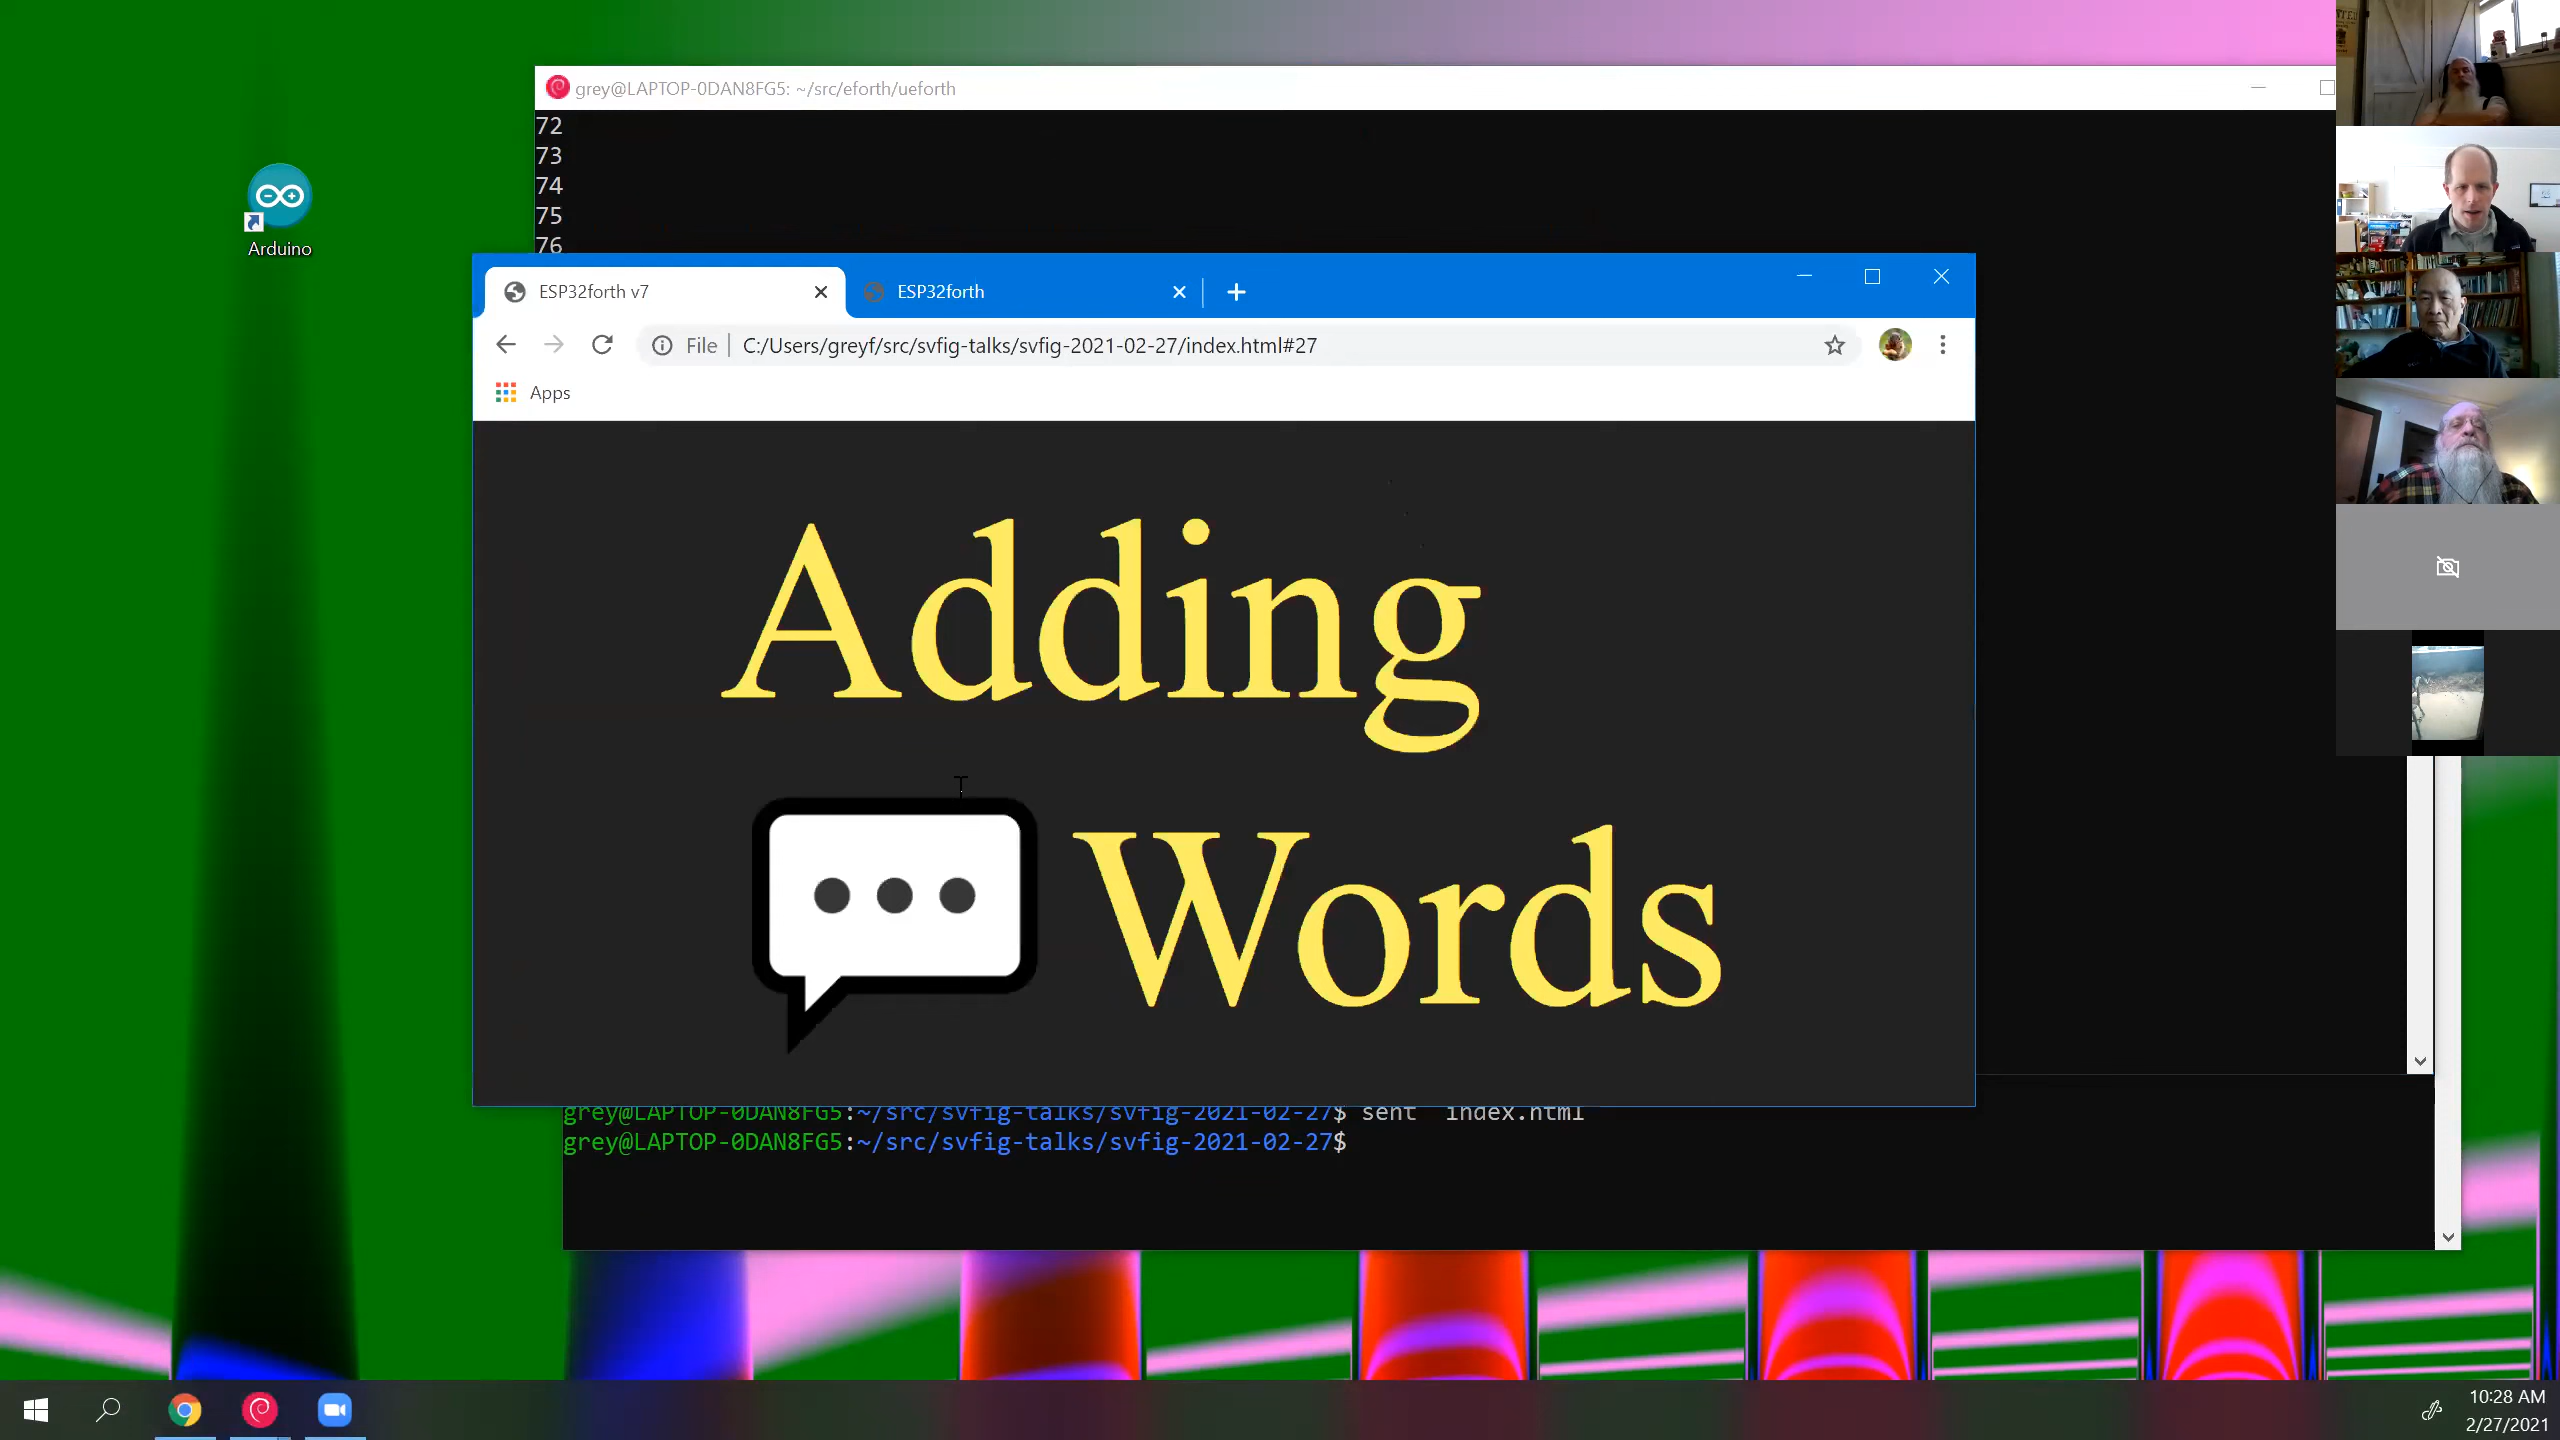 grey@LAPTOP-0DAN8FG5: ~/src/eforth/ueforth
72
73
74
75
76
Arduino
ESP32forth v7
ESP32forth
File
C:/Users/greyf/src/svfig-talks/svfig-2021-02-27/index.html#27
Apps
Adding
Words
grey@LAPTOP-0DAN8FG5:~/src/svfig-talks/svfig-2021-02-27$ sent index.html
grey@LAPTOP-0DAN8FG5:~/src/svfig-talks/svfig-2021-02-27$
10:28 AM
2/27/2021